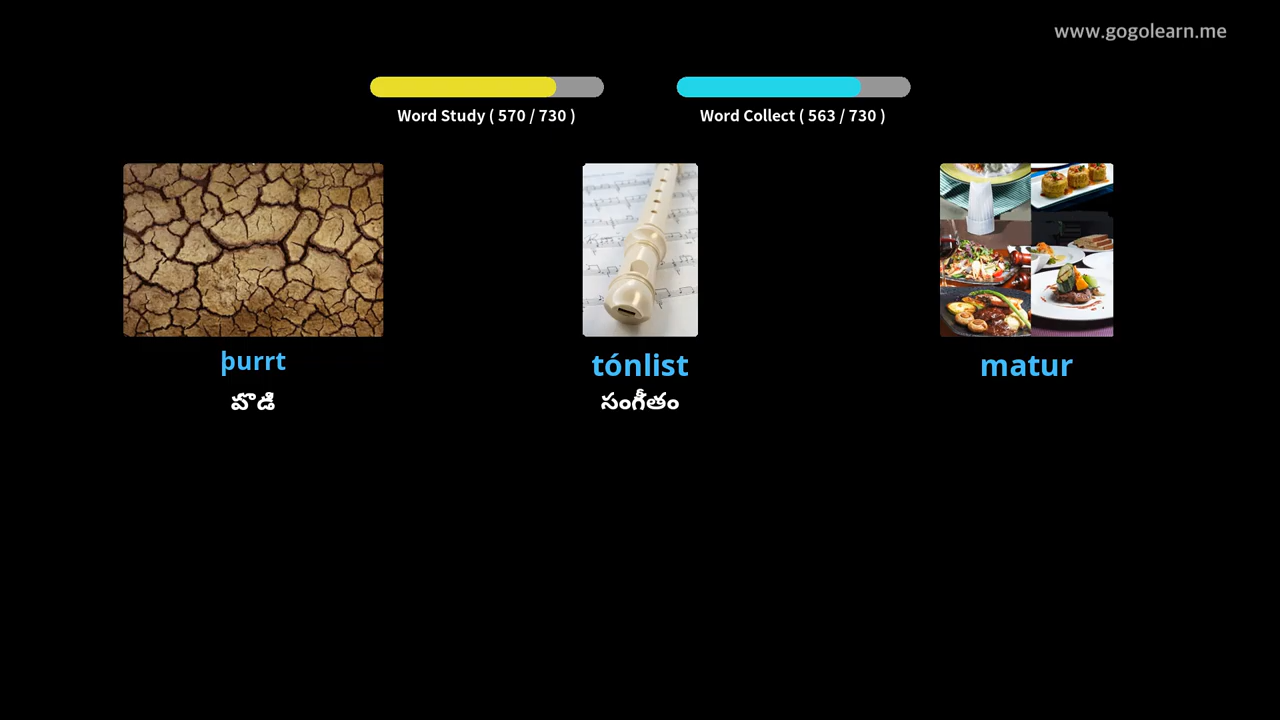 www.gogolearn.me
Word Study ( 570 / 730 )
Word Collect ( 563 / 730 )
þurrt
tónlist
matur
పొడి
సంగీతం